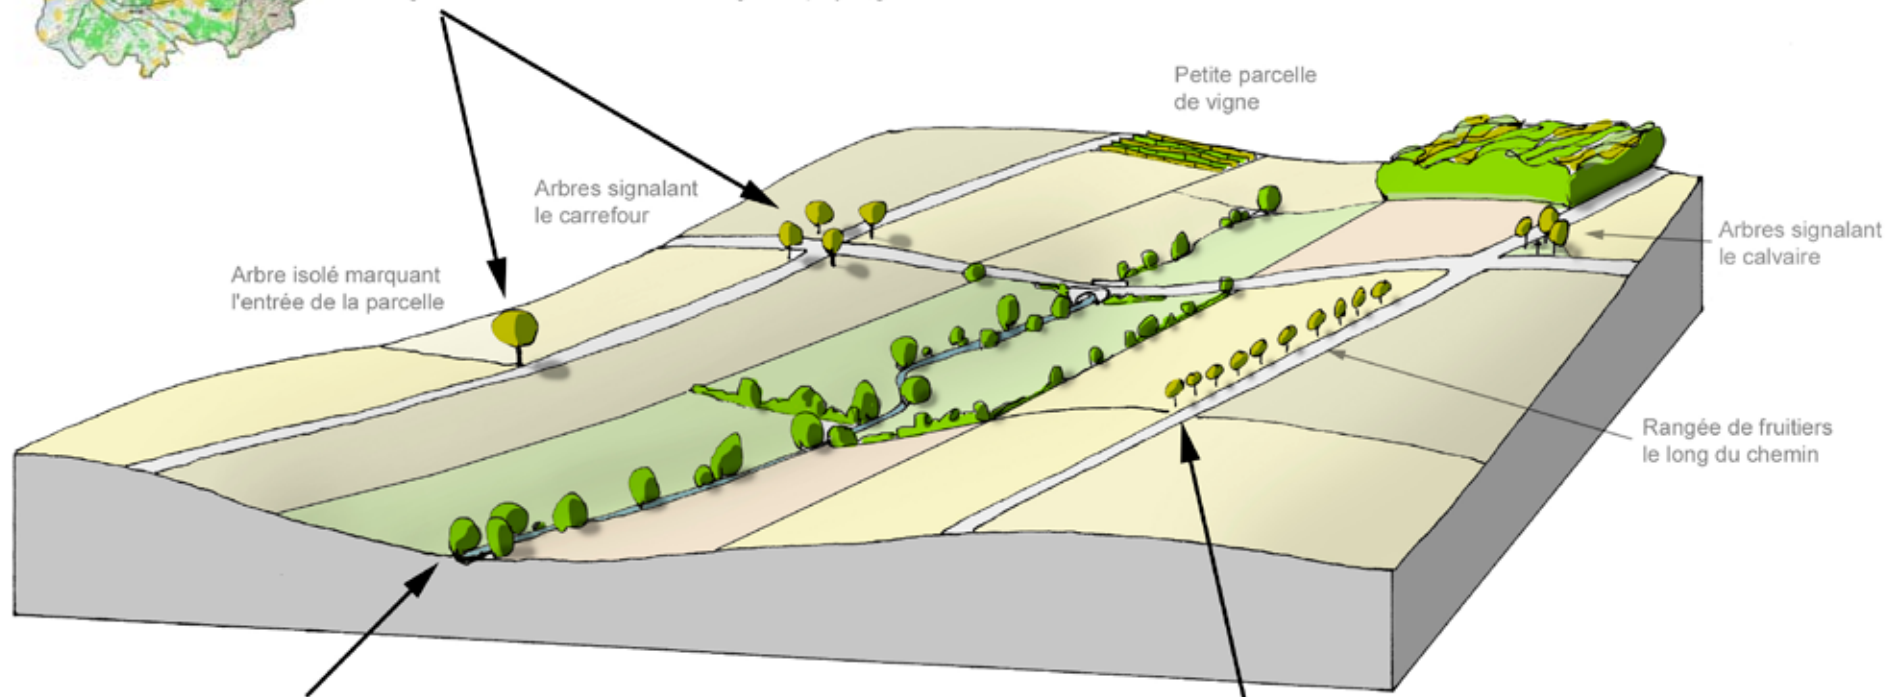 Petite parcelle
de vigne
Arbres signalant
le carrefour
Arbres signalant
le calvaire
Arbre isolé marquant
l'entrée de la parcelle
Rangée de fruitiers
le long du chemin